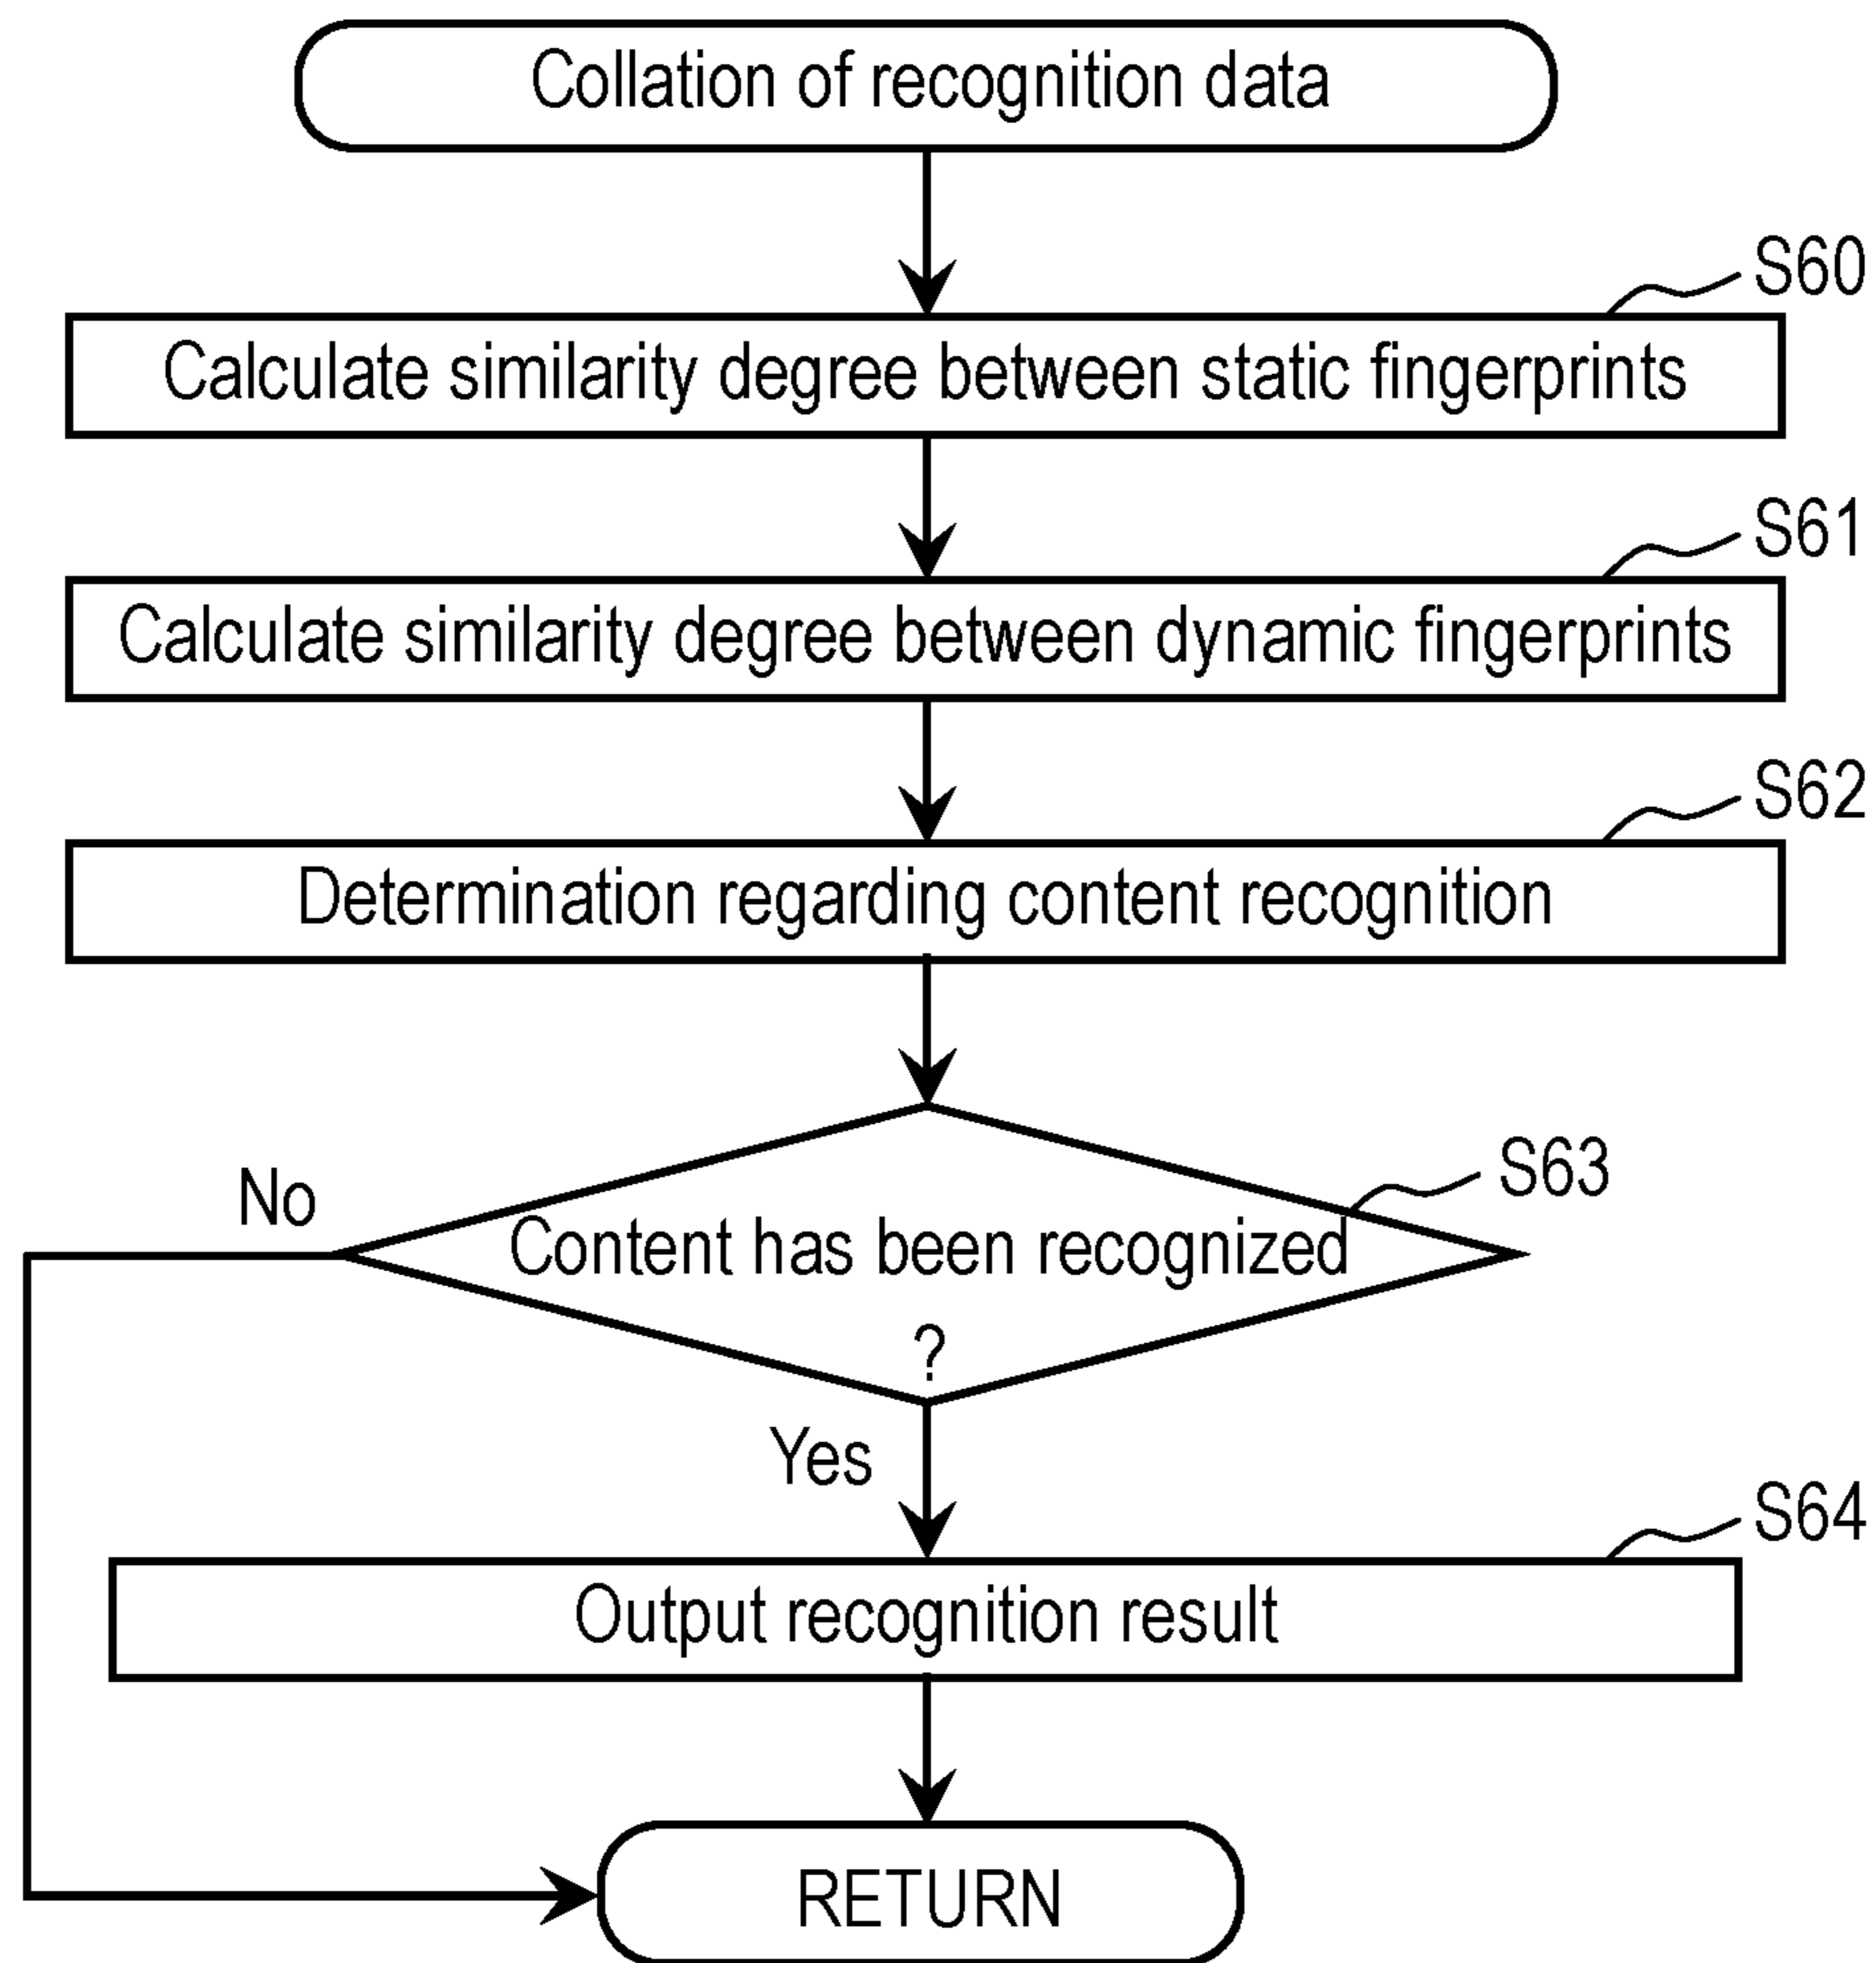 Collation of recognition data
S60
Calculate similarity degree between static fingerprints
S61
Calculate similarity degree between dynamic fingerprints
S62
Determination regarding content recognition
S63
No
Content has been recognized
?
Yes
S64
Output recognition result
RETURN